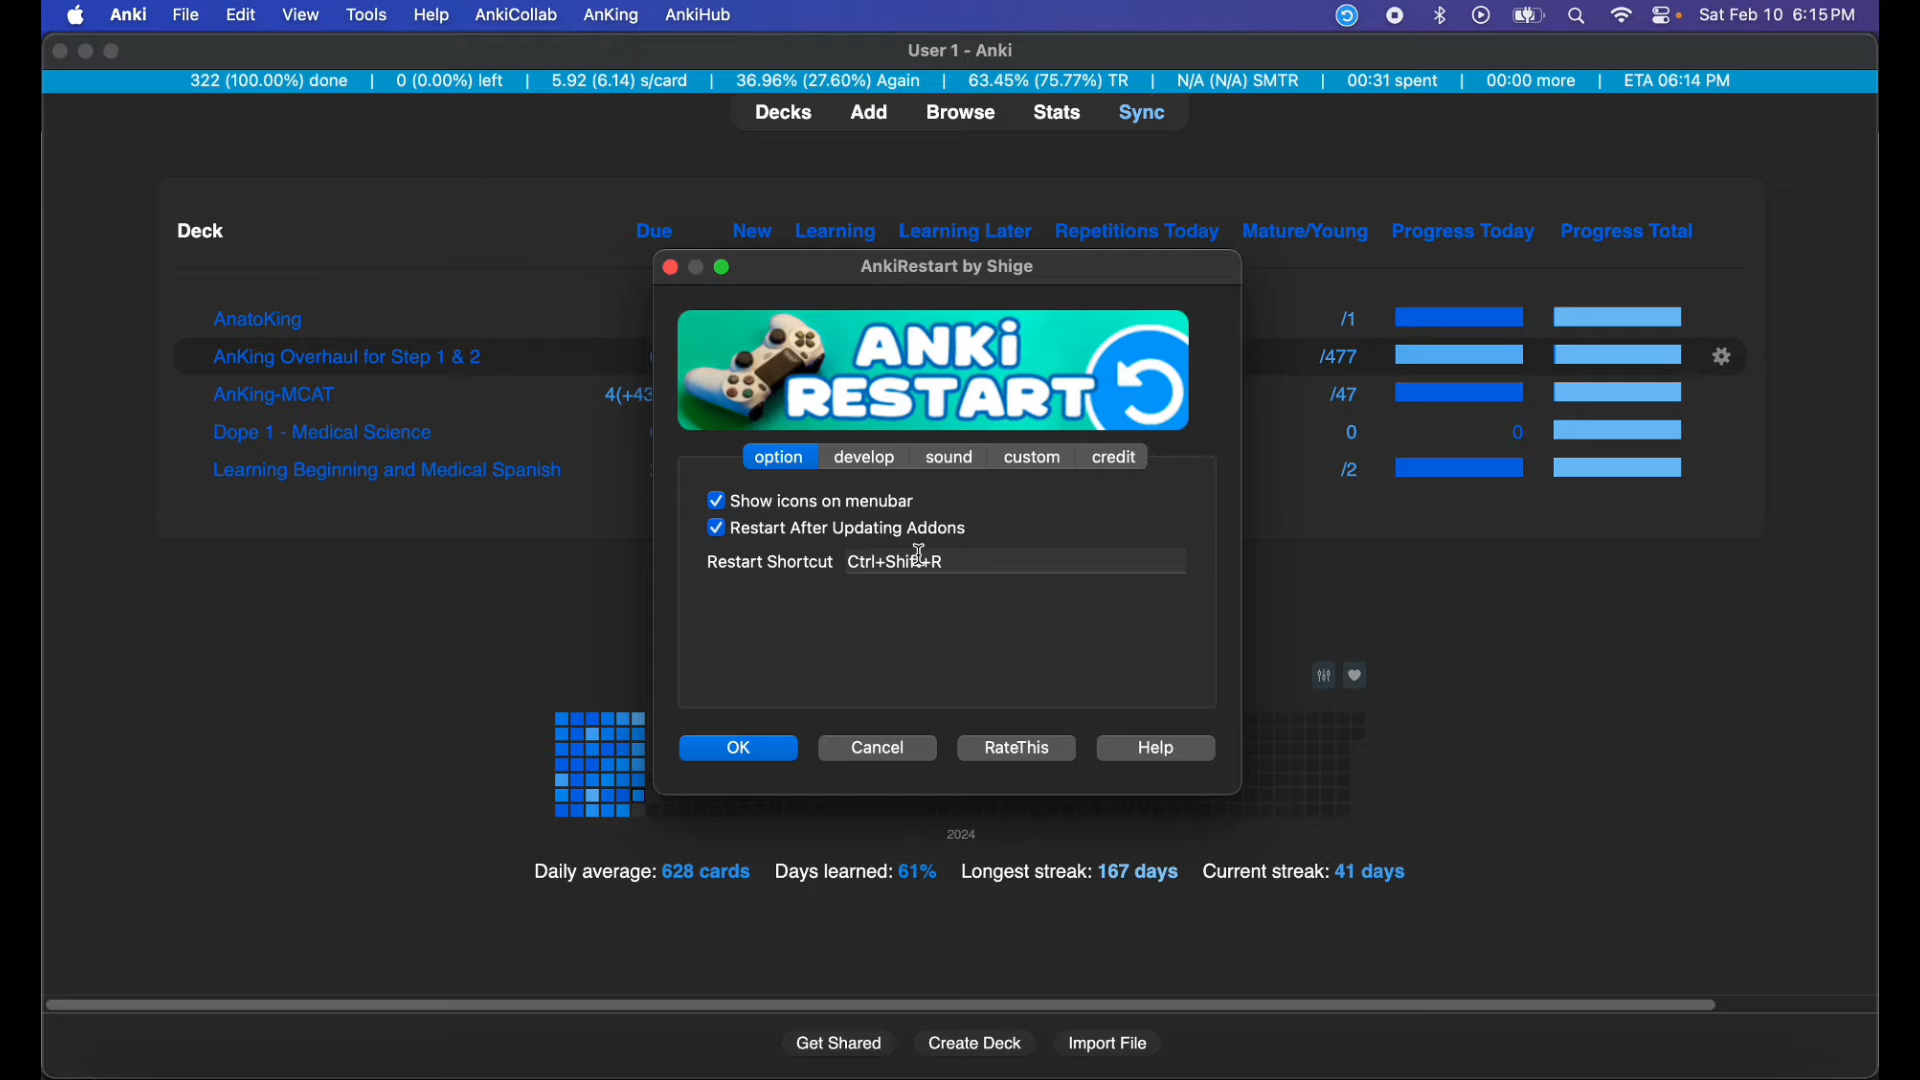 Anki File Edit View Tools Help AnkiCollab AnKing AnkiHub Sat Feb 10 6:15 PM
User 1 - Anki
322 (100.00%) done | 0 (0.00%) left | 5.92 (6.14) s/card | 36.96% (27.60%) Again | 63.45% (75.77%) TR | N/A (N/A) SMTR | 00:31 spent | 00:00 more | ETA 06:14 PM
Decks Add Browse Stats Sync
Deck Due New Learning Learning Later Repetitions Today Mature/Young Progress Today Progress Total
AnkiRestart by Shige
AnatoKing /1
AnKing Overhaul for Step 1 & 2 /477
AnKing-MCAT 4(+43 /47
Dope 1 - Medical Science 0 0
Learning Beginning and Medical Spanish /2
ANKi
RESTART
option develop sound custom credit
Show icons on menubar
Restart After Updating Addons
Restart Shortcut Ctrl+Shift+R
OK Cancel RateThis Help
2024
Daily average: 628 cards Days learned: 61% Longest streak: 167 days Current streak: 41 days
Get Shared Create Deck Import File